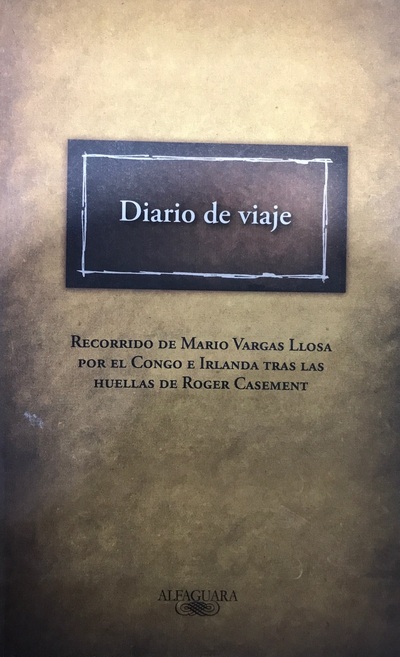 Diario de viaje
RECORRIDO DE MARIO VARGAS LLOSA
POR EL CONGO E IRLANDA TRAS LAS
HUELLAS DE ROGER CASEMENT
ALFAGUARA